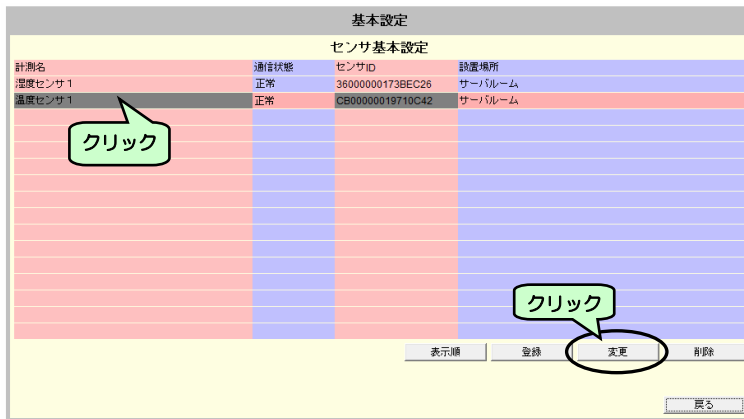 基本設定
センサ基本設定
計測名 通信状態 センサID 設置場所
湿度センサ1 正常 36000000173BEC26 サーバルーム
温度センサ1 正常 CB00000019710C42 サーバルーム
クリック
クリック
表示順 登録 変更 削除
戻る